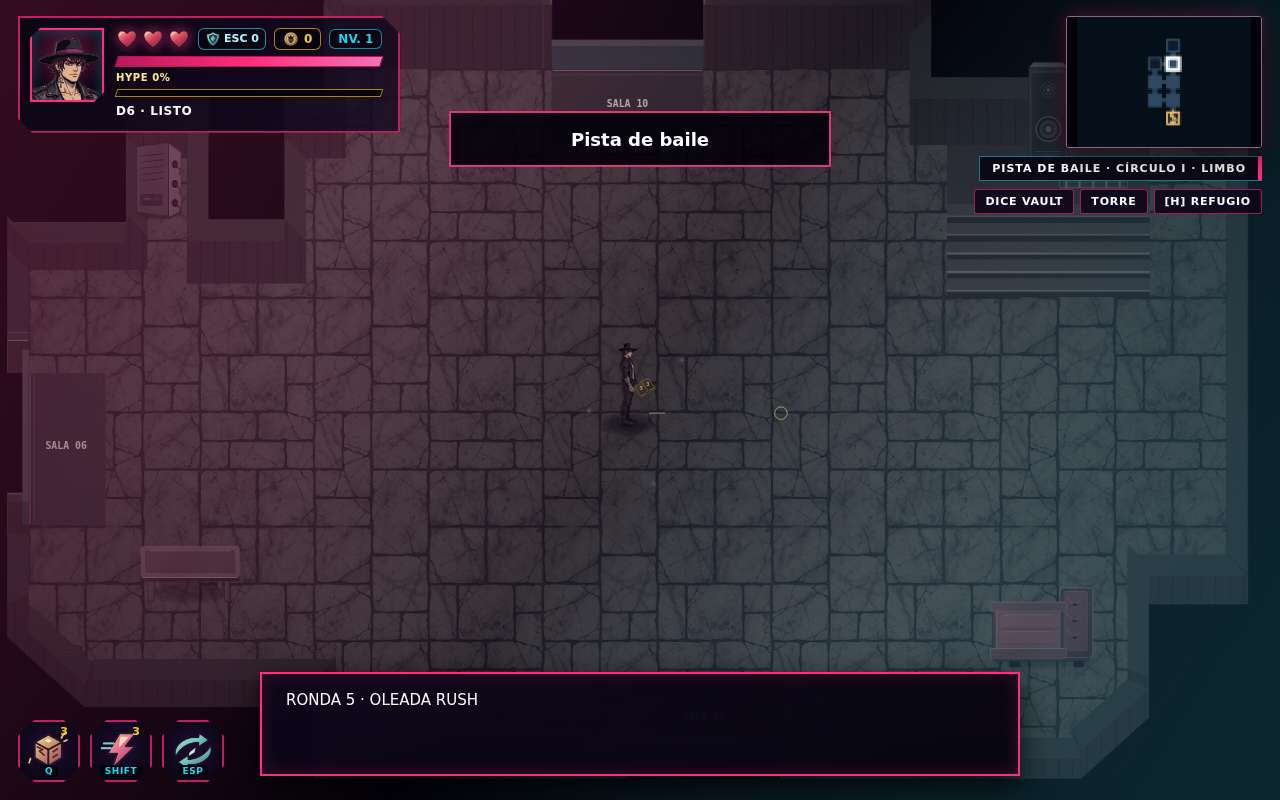 ESC 0
0
NV. 1
HYPE 0%
D6 · LISTO
SALA 10
Pista de baile
PISTA DE BAILE · CÍRCULO I · LIMBO
DICE VAULT
TORRE
[H] REFUGIO
SALA 06
RONDA 5 · OLEADA RUSH
3
Q
3
SHIFT
ESP